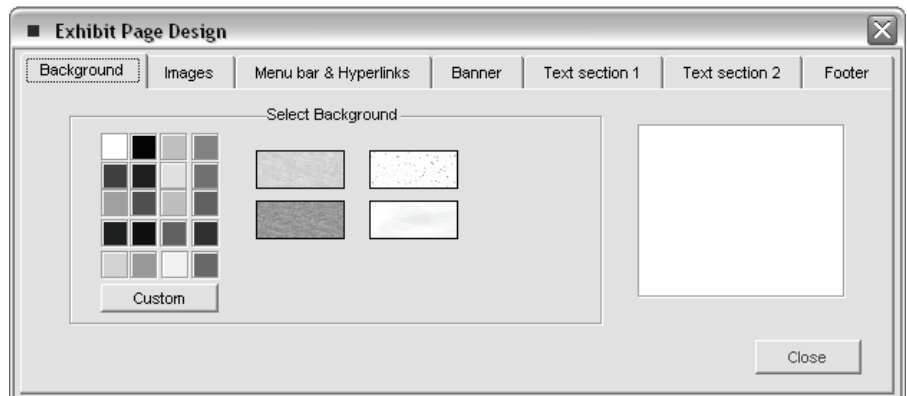 Exhibit Page Design
Background Images Menu bar & Hyperlinks Banner Text section 1 Text section 2 Footer
Select Background
Custom
Close